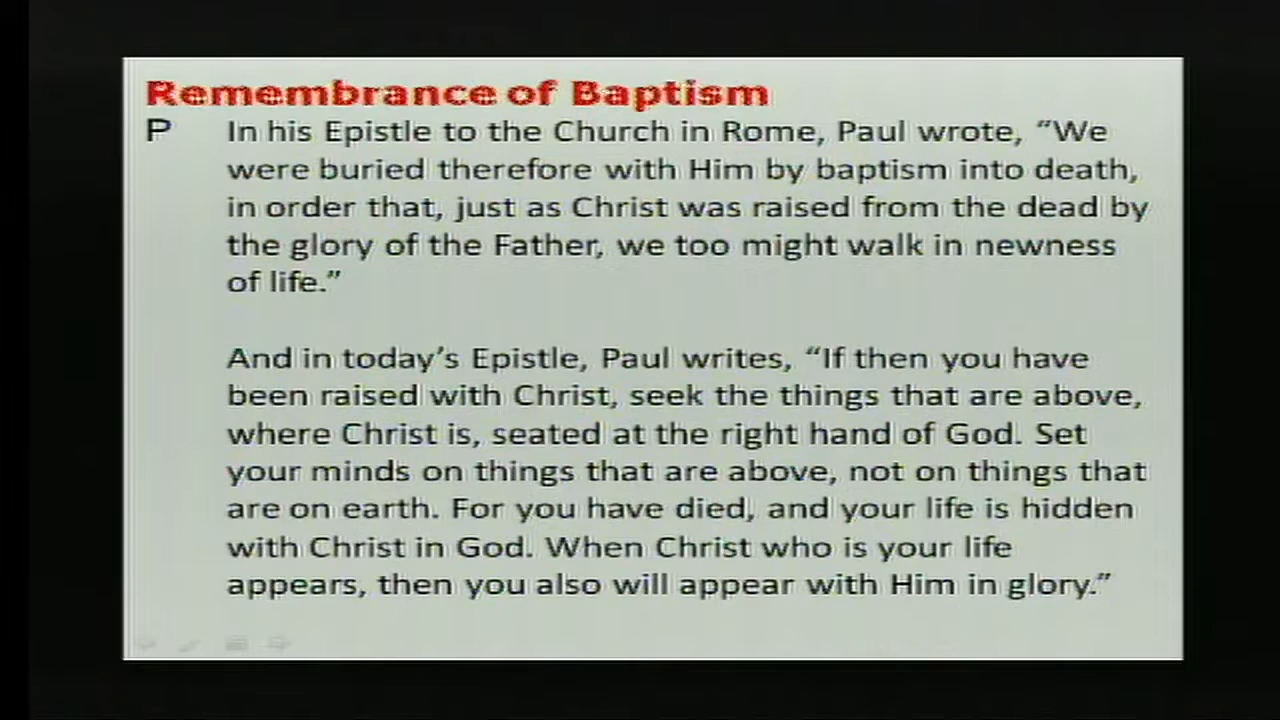 Remembrance of Baptism
P In his Epistle to the Church in Rome, Paul wrote, “We
were buried therefore with Him by baptism into death,
in order that, just as Christ was raised from the dead by
the glory of the Father, we too might walk in newness
of life.”
And in today’s Epistle, Paul writes, “If then you have
been raised with Christ, seek the things that are above,
where Christ is, seated at the right hand of God. Set
your minds on things that are above, not on things that
are on earth. For you have died, and your life is hidden
with Christ in God. When Christ who is your life
appears, then you also will appear with Him in glory.”